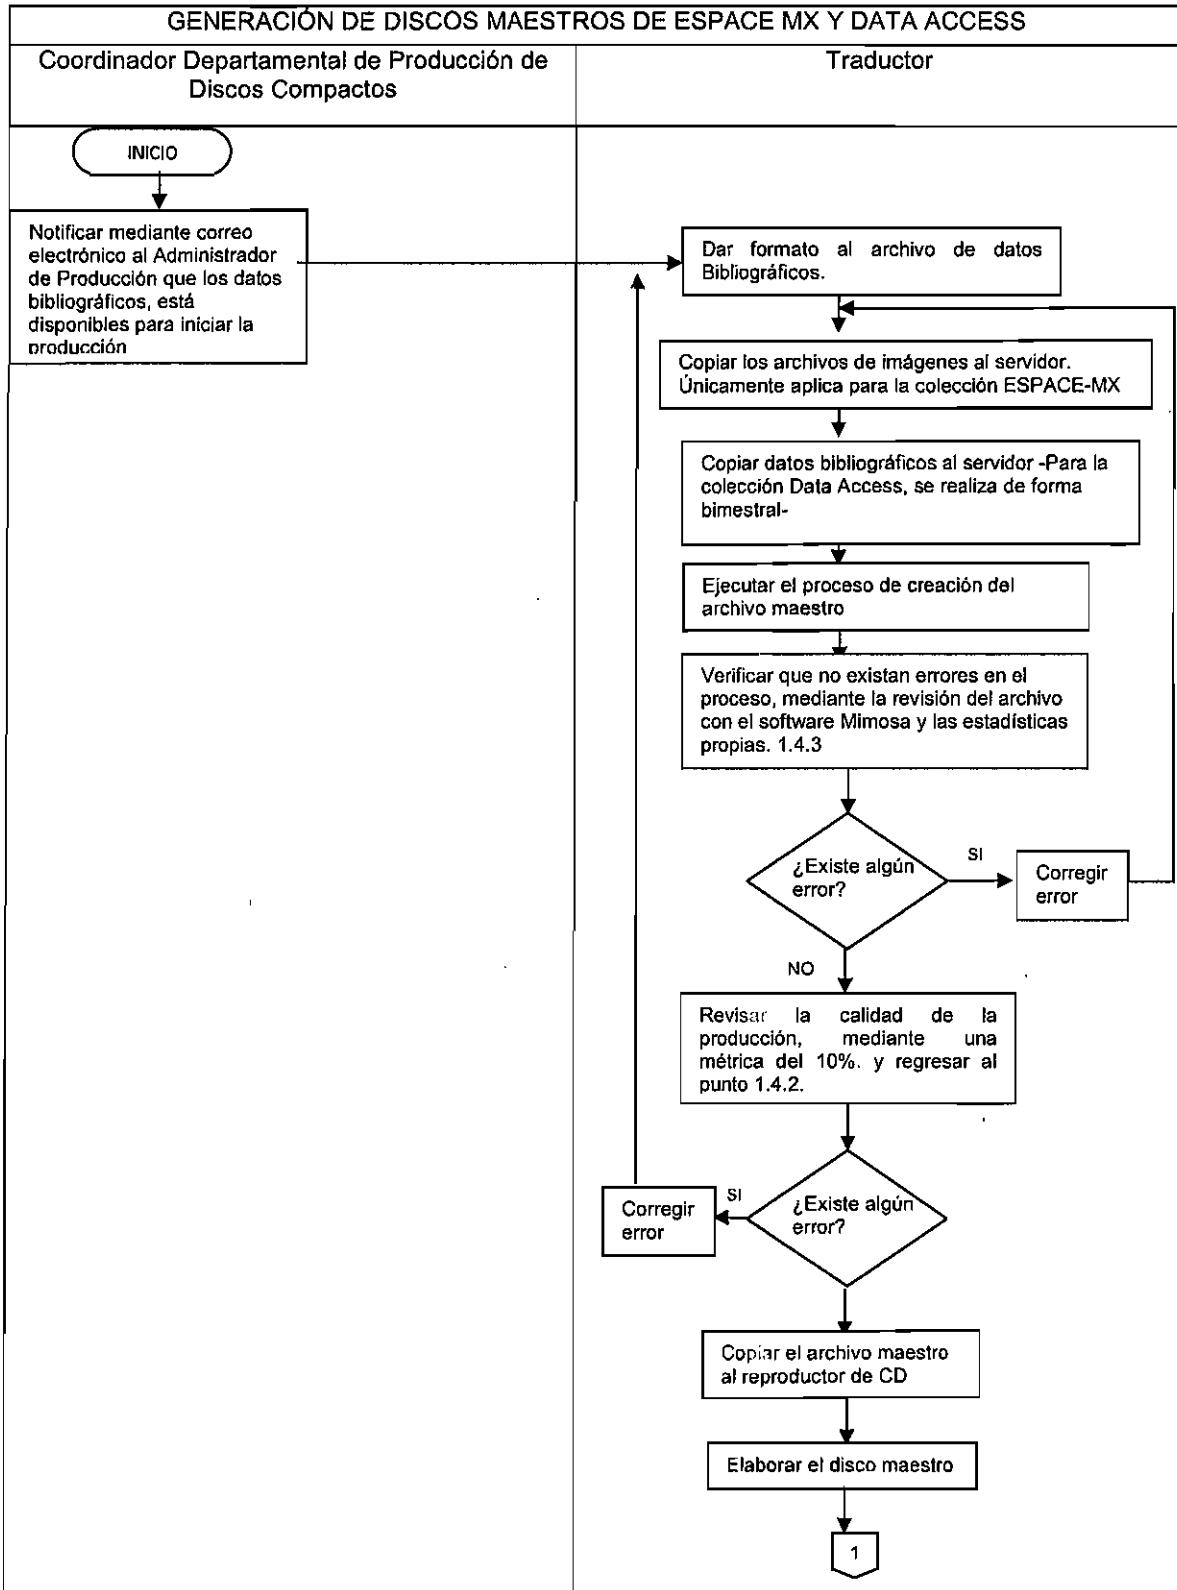 GENERACIÓN DE DISCOS MAESTROS DE ESPACE MX Y DATA ACCESS
Coordinador Departamental de Producción de
Discos Compactos
Traductor
INICIO
Notificar mediante correo
electrónico al Administrador
de Producción que los datos
bibliográficos, está
disponibles para iniciar la
producción
Dar formato al archivo de datos
Bibliográficos.
Copiar los archivos de imágenes al servidor.
Únicamente aplica para la colección ESPACE-MX
Copiar datos bibliográficos al servidor -Para la
colección Data Access, se realiza de forma
bimestral-
Ejecutar el proceso de creación del
archivo maestro
Verificar que no existan errores en el
proceso, mediante la revisión del archivo
con el software Mimosa y las estadísticas
propias. 1.4.3
¿Existe algún
error?
SI
Corregir
error
NO
Revisar la calidad de la
producción, mediante una
métrica del 10%. y regresar al
punto 1.4.2.
¿Existe algún
error?
SI
Corregir
error
Copiar el archivo maestro
al reproductor de CD
Elaborar el disco maestro
1